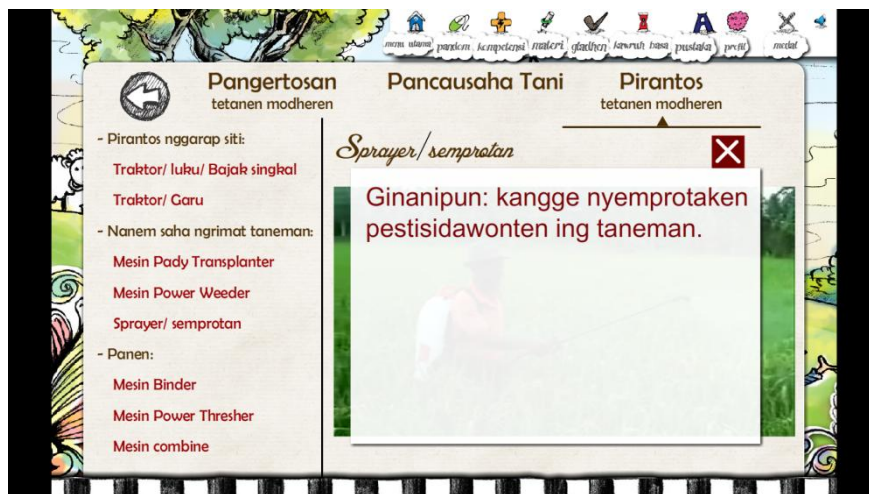 menu utama pandom kompetensi materi gladhen kawruh basa pustaka profil medal
Pangertosan
tetanen modheren
Pancausaha Tani
Pirantos
tetanen modheren
- Pirantos nggarap siti:
Traktor/ luku/ Bajak singkal
Traktor/ Garu
- Nanem saha ngrimat taneman:
Mesin Pady Transplanter
Mesin Power Weeder
Sprayer/ semprotan
- Panen:
Mesin Binder
Mesin Power Thresher
Mesin combine
Sprayer/semprotan
Ginanipun: kangge nyemprotaken
pestisidawonten ing taneman.